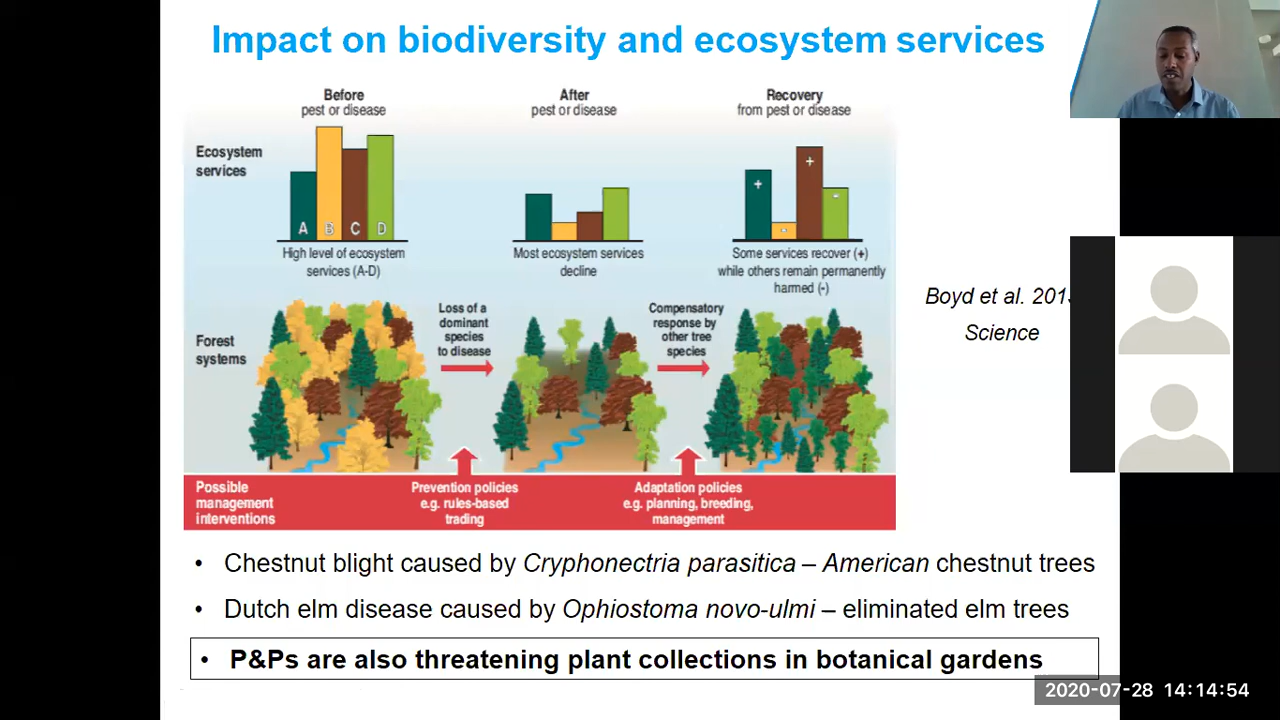 Impact on biodiversity and ecosystem services
Before
pest or disease
After
pest or disease
Recovery
from pest or disease
Ecosystem
services
A B C D
+ - + -
High level of ecosystem
services (A-D)
Most ecosystem services
decline
Some services recover (+)
while others remain permanently
harmed (-)
Forest
systems
Loss of a
dominant
species
to disease
Compensatory
response by
other tree
species
Boyd et al.
Science
Possible
management
interventions
Prevention policies
e.g. rules-based
trading
Adaptation policies
e.g. planning, breeding,
management
• Chestnut blight caused by Cryphonectria parasitica – American chestnut trees
• Dutch elm disease caused by Ophiostoma novo-ulmi – eliminated elm trees
• P&Ps are also threatening plant collections in botanical gardens
2020-07-28 14:14:54